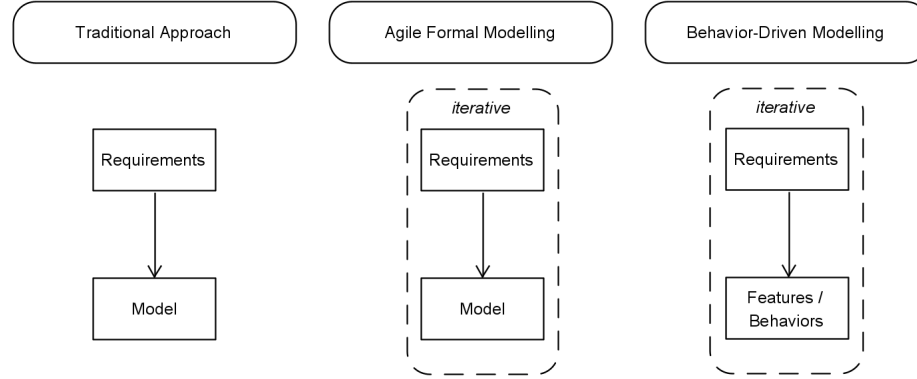 Traditional Approach
Agile Formal Modelling
Behavior-Driven Modelling
iterative
iterative
Requirements
Requirements
Requirements
Model
Model
Features /
Behaviors